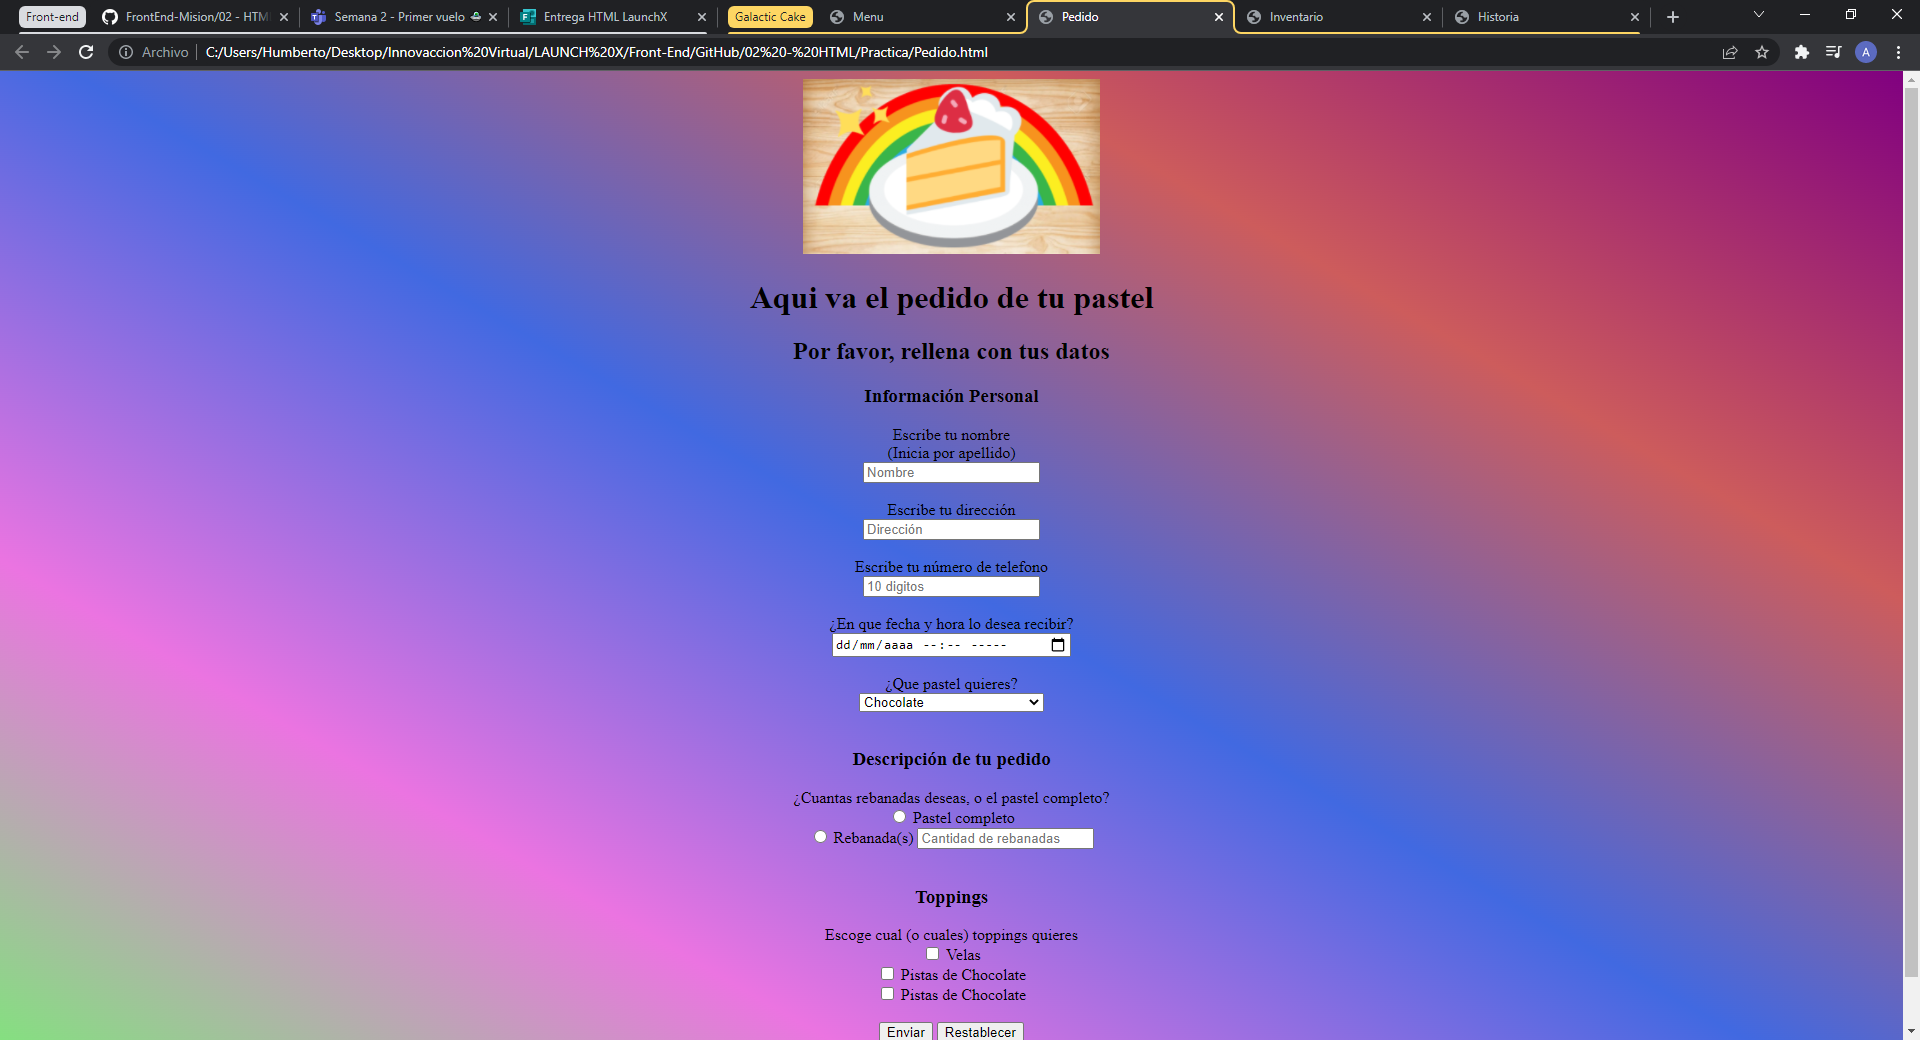 Front-end
FrontEnd-Mision/02 - HTM
Semana 2 - Primer vuelo
Entrega HTML LaunchX
Galactic Cake
Menu
Pedido
Inventario
Historia
Archivo
C:/Users/Humberto/Desktop/Innovaccion%20Virtual/LAUNCH%20X/Front-End/GitHub/02%20-%20HTML/Practica/Pedido.html
A
Aqui va el pedido de tu pastel
Por favor, rellena con tus datos
Información Personal
Escribe tu nombre
(Inicia por apellido)
Nombre
Escribe tu dirección
Dirección
Escribe tu número de telefono
10 digitos
¿En que fecha y hora lo desea recibir?
dd/mm/aaaa --:-- -----
¿Que pastel quieres?
Chocolate
Descripción de tu pedido
¿Cuantas rebanadas deseas, o el pastel completo?
Pastel completo
Rebanada(s) Cantidad de rebanadas
Toppings
Escoge cual (o cuales) toppings quieres
Velas
Pistas de Chocolate
Pistas de Chocolate
Enviar Restablecer